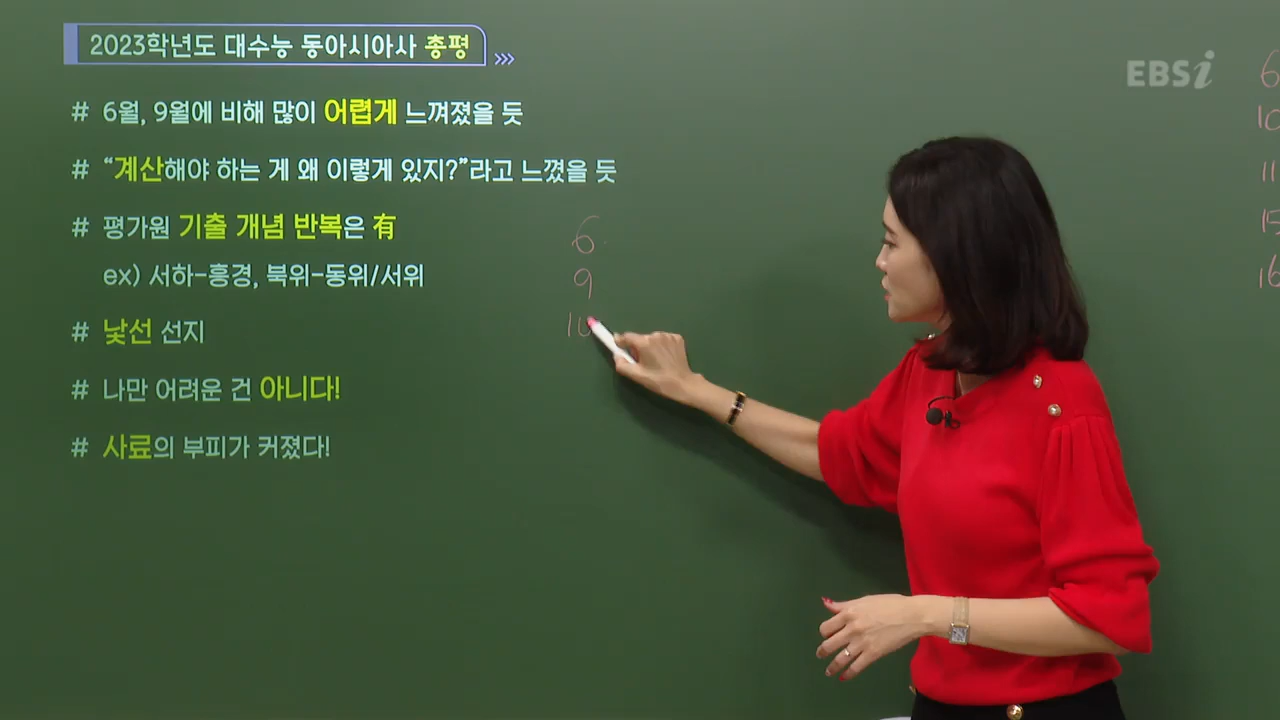 2023학년도 대수능 동아시아사 총평 >>>
EBSi
# 6월, 9월에 비해 많이 어렵게 느껴졌을 듯
# “계산해야 하는 게 왜 이렇게 있지?”라고 느꼈을 듯
# 평가원 기출 개념 반복은 有
ex) 서하-흥경, 북위-동위/서위
# 낯선 선지
# 나만 어려운 건 아니다!
# 사료의 부피가 커졌다!
6
9
10
6
10
11
15
16